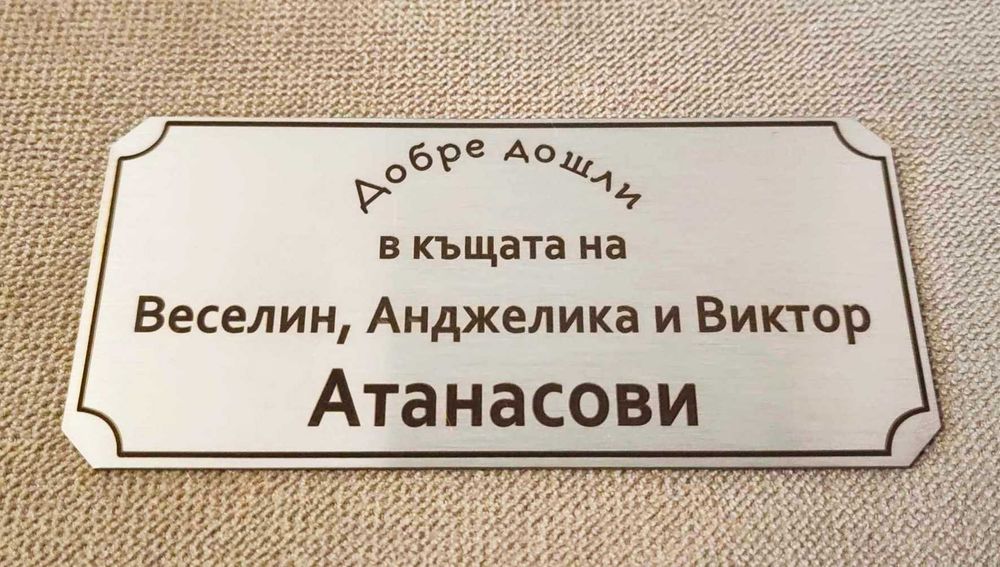 Добре дошли
в къщата на
Веселин, Анджелика и Виктор
Атанасови